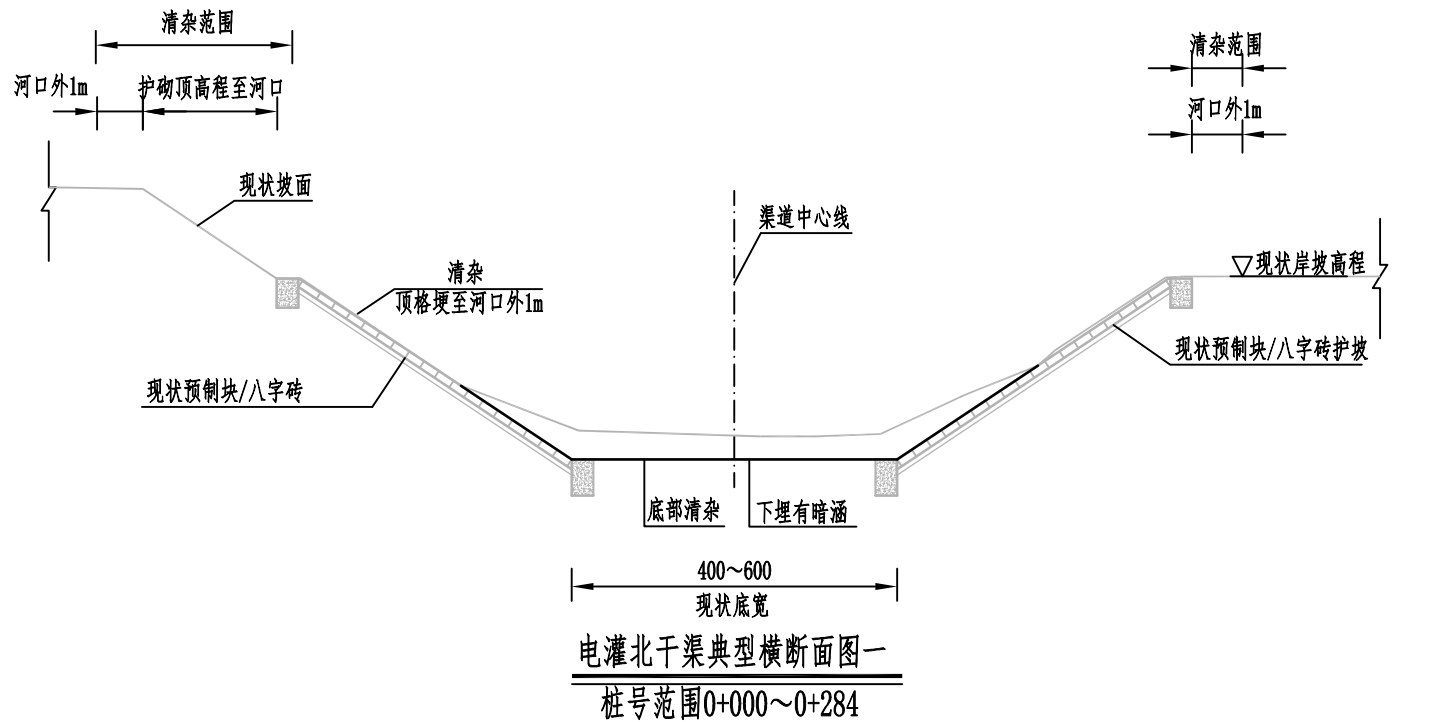 清杂范围
清杂范围
河口外1m
护砌顶高程至河口
河口外1m
现状坡面
渠道中心线
现状岸坡高程
清杂
顶格埂至河口外1m
现状预制块/八字砖护坡
现状预制块/八字砖
底部清杂
下埋有暗涵
400～600
现状底宽
电灌北干渠典型横断面图一
桩号范围0+000～0+284